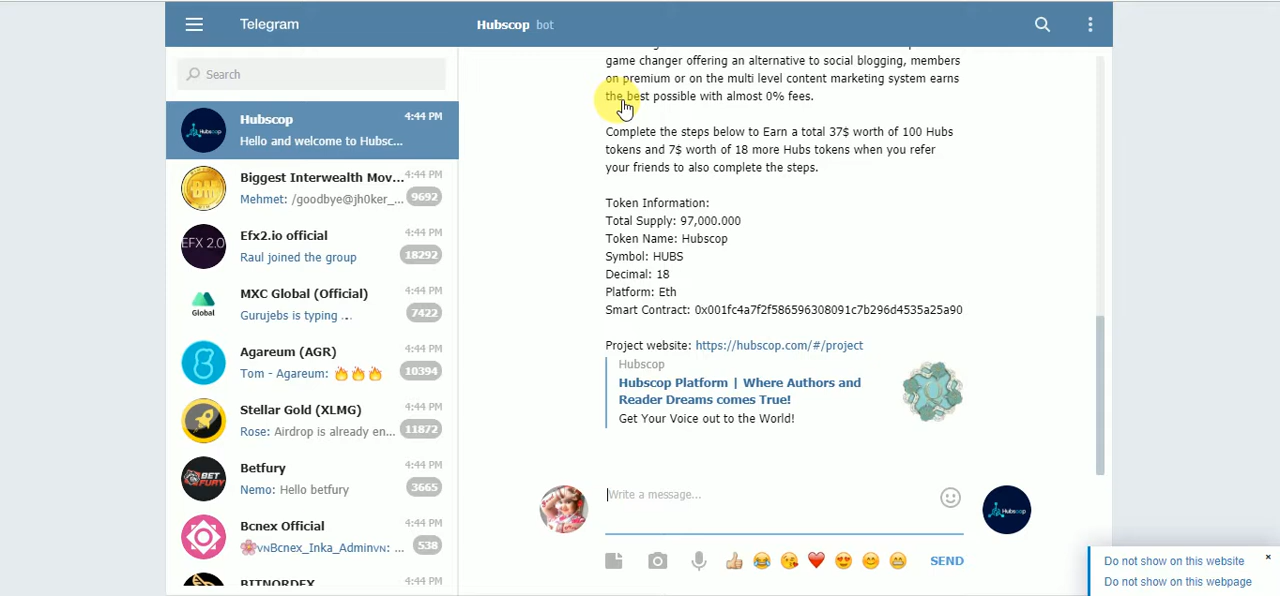 Telegram
Hubscop bot
Search
Hubscop 4:44 PM
Hello and welcome to Hubsc...
Biggest Interwealth Mov... 4:44 PM
Mehmet: /goodbye@jh0ker_... 9692
Efx2.io official 4:44 PM
Raul joined the group 18292
MXC Global (Official) 4:44 PM
Gurujebs is typing ... 7422
Agareum (AGR) 4:44 PM
Tom - Agareum: 🔥🔥🔥 10394
Stellar Gold (XLMG) 4:44 PM
Rose: Airdrop is already en... 11872
Betfury 4:44 PM
Nemo: Hello betfury 3665
Bcnex Official 4:44 PM
🌸VNBcnex_Inka_AdminVN: ... 538
BITNORDEX 4:44 PM
game changer offering an alternative to social blogging, members
on premium or on the multi level content marketing system earns
the best possible with almost 0% fees.
Complete the steps below to Earn a total 37$ worth of 100 Hubs
tokens and 7$ worth of 18 more Hubs tokens when you refer
your friends to also complete the steps.
Token Information:
Total Supply: 97,000.000
Token Name: Hubscop
Symbol: HUBS
Decimal: 18
Platform: Eth
Smart Contract: 0x001fc4a7f2f586596308091c7b296d4535a25a90
Project website: https://hubscop.com/#/project
Hubscop
Hubscop Platform | Where Authors and
Reader Dreams comes True!
Get Your Voice out to the World!
Write a message...
SEND
Do not show on this website
Do not show on this webpage